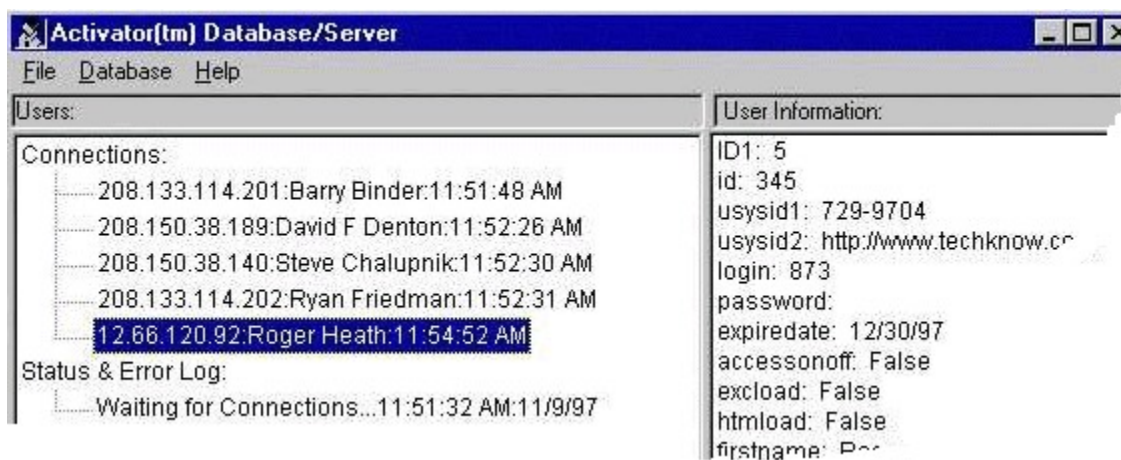 Activator(tm) Database/Server
File Database Help
Users:
Connections:
208.133.114.201:Barry Binder:11:51:48 AM
208.150.38.189:David F Denton:11:52:26 AM
208.150.38.140:Steve Chalupnik:11:52:30 AM
208.133.114.202:Ryan Friedman:11:52:31 AM
12.66.120.92:Roger Heath:11:54:52 AM
Status & Error Log:
Waiting for Connections...11:51:32 AM:11/9/97
User Information:
ID1: 5
id: 345
usysid1: 729-9704
usysid2: http://www.techknow.c
login: 873
password:
expiredate: 12/30/97
accessonoff: False
excload: False
htmload: False
firstname: